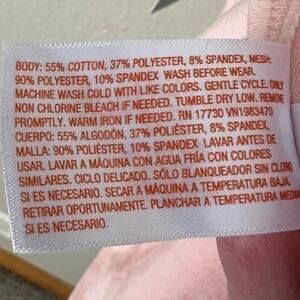 BODY: 55% COTTON, 37% POLYESTER, 8% SPANDEX, MESH:
90% POLYESTER, 10% SPANDEX WASH BEFORE WEAR.
MACHINE WASH COLD WITH LIKE COLORS. GENTLE CYCLE. ONLY
NON CHLORINE BLEACH IF NEEDED. TUMBLE DRY LOW. REMOVE
PROMPTLY. WARM IRON IF NEEDED. RN 17730 VN1983470
CUERPO: 55% ALGODÓN, 37% POLIÉSTER, 8% SPANDEX,
MALLA: 90% POLIÉSTER, 10% SPANDEX LAVAR ANTES DE
USAR. LAVAR A MÁQUINA CON AGUA FRÍA CON COLORES
SIMILARES. CICLO DELICADO. SÓLO BLANQUEADOR SIN CLORO
SI ES NECESARIO. SECAR A MÁQUINA A TEMPERATURA BAJA.
RETIRAR OPORTUNAMENTE. PLANCHAR A TEMPERATURA MEDIA
SI ES NECESARIO.